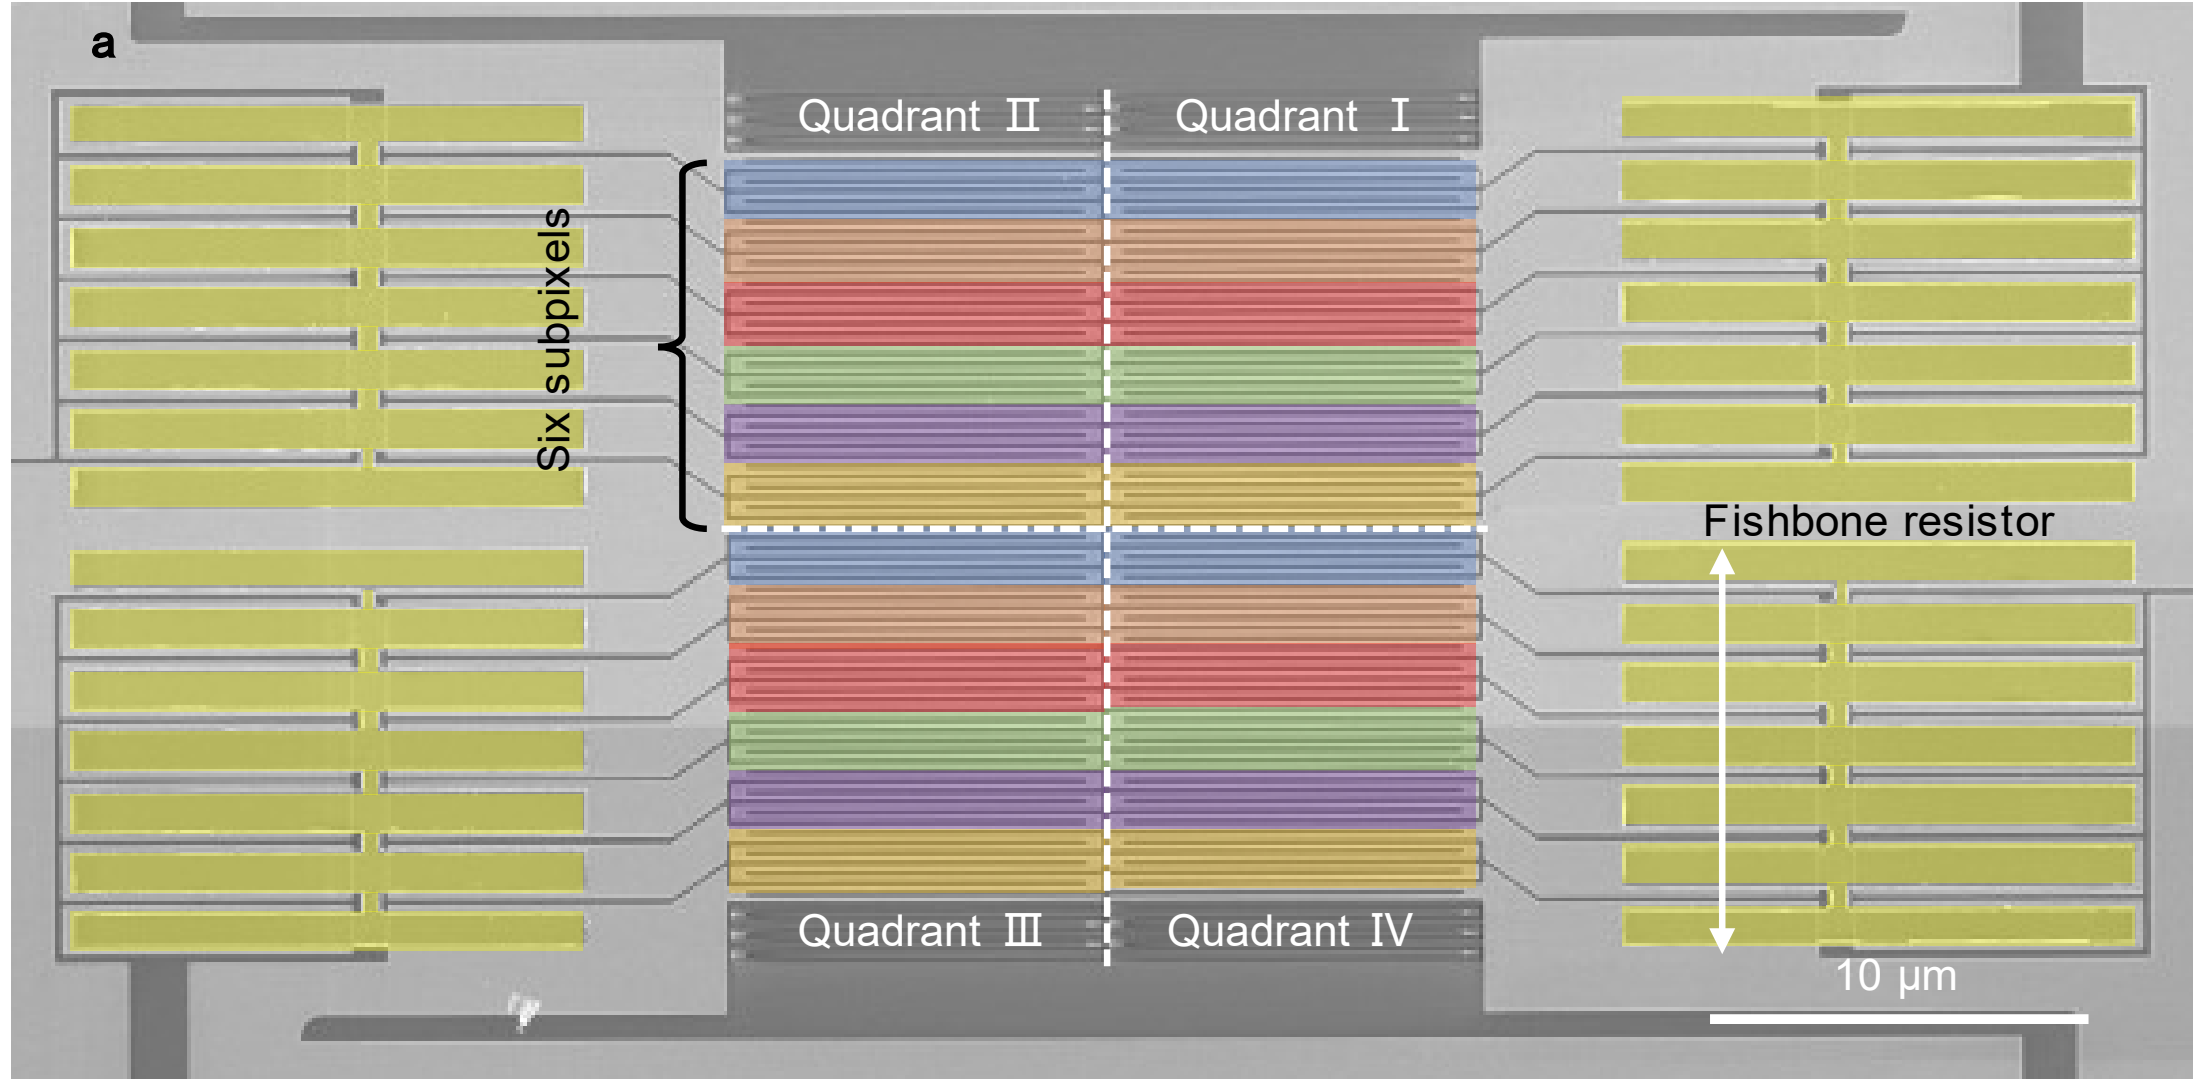 a
Quadrant Ⅱ
Quadrant Ⅰ
Six subpixels
Fishbone resistor
Quadrant Ⅲ
Quadrant Ⅳ
10 μm